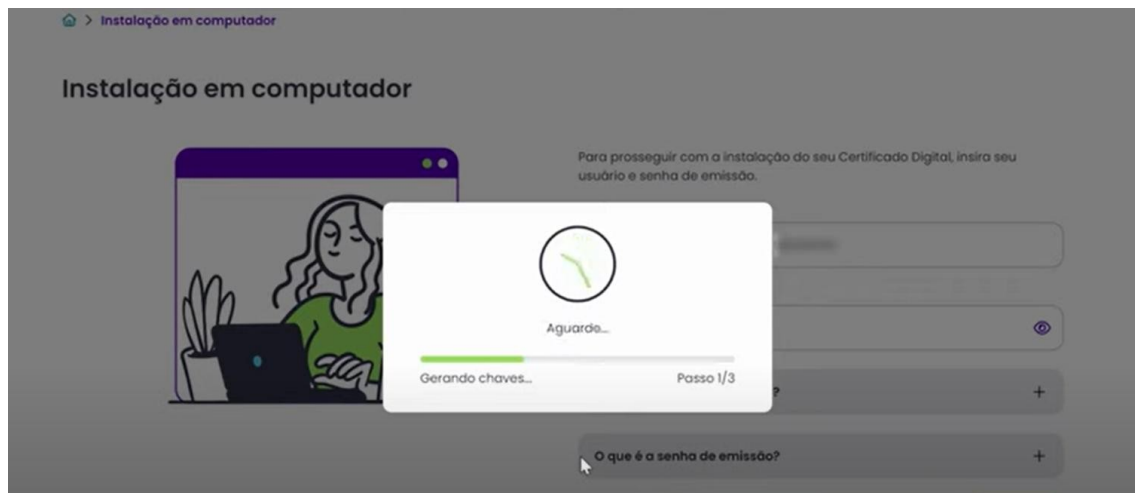 Instalação em computador
Instalação em computador
Para prosseguir com a instalação do seu Certificado Digital, insira seu
usuário e senha de emissão.
Aguarde...
Gerando chaves...
Passo 1/3
?
+
O que é a senha de emissão?
+